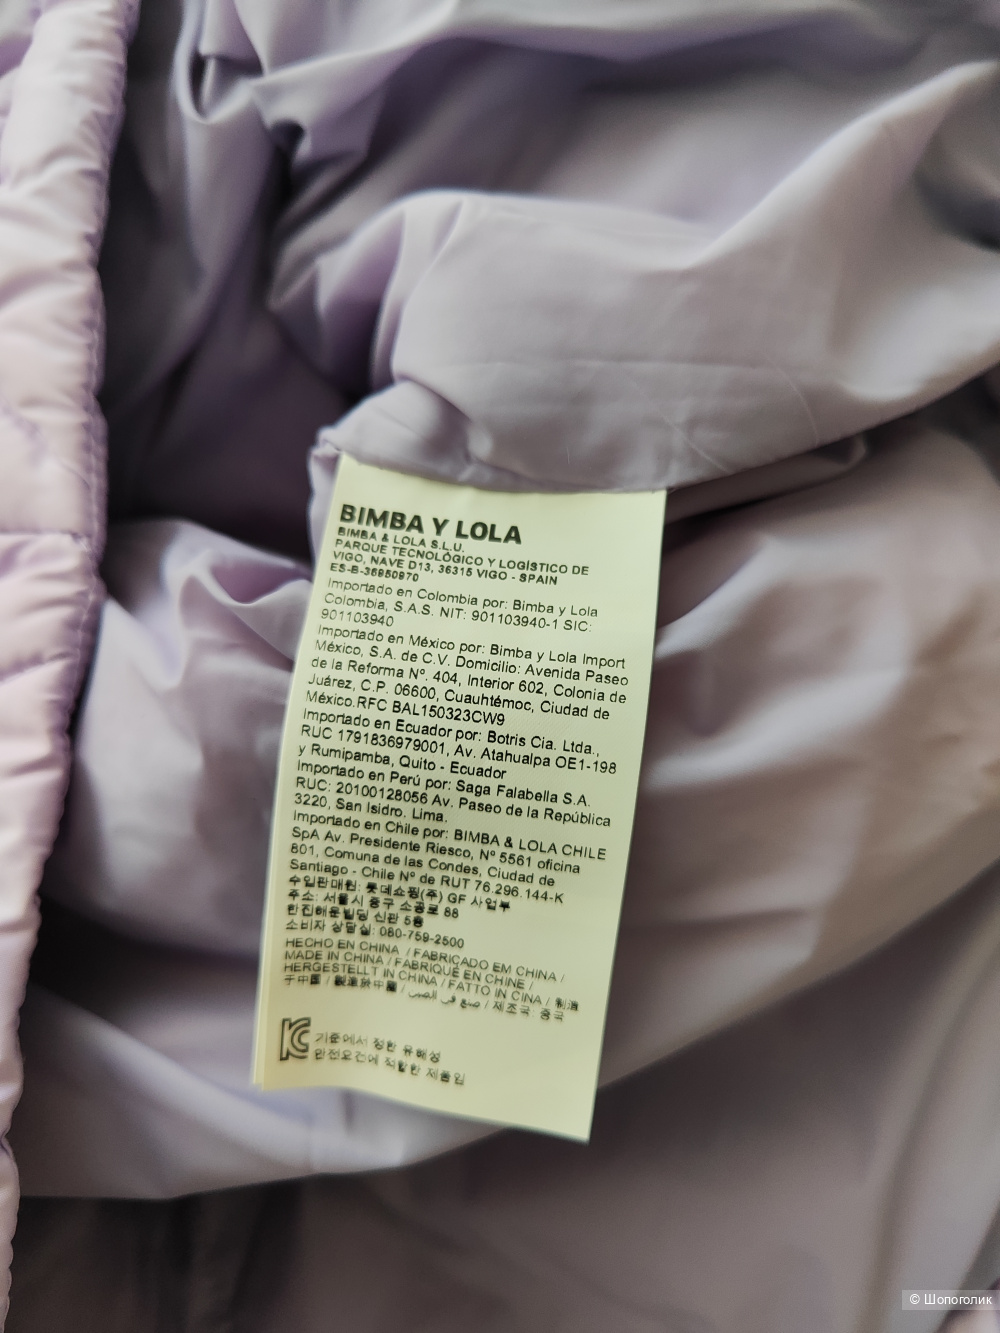 BIMBA Y LOLA
BIMBA & LOLA S.L.U.
PARQUE TECNOLÓGICO Y LOGÍSTICO DE
VIGO, NAVE D13, 36315 VIGO - SPAIN
ES-B-36950970
Importado en Colombia por: Bimba y Lola
Colombia, S.A.S. NIT: 901103940-1 SIC:
901103940
Importado en México por: Bimba y Lola Import
México, S.A. de C.V. Domicilio: Avenida Paseo
de la Reforma Nº. 404, Interior 602, Colonia de
Juárez, C.P. 06600, Cuauhtémoc, Ciudad de
México.RFC BAL150323CW9
Importado en Ecuador por: Botris Cia. Ltda.,
RUC 1791836979001, Av. Atahualpa OE1-198
y Rumipamba, Quito - Ecuador
Importado en Perú por: Saga Falabella S.A.
RUC: 20100128056 Av. Paseo de la República
3220, San Isidro. Lima.
Importado en Chile por: BIMBA & LOLA CHILE
SpA Av. Presidente Riesco, Nº 5561 oficina
801, Comuna de las Condes, Ciudad de
Santiago - Chile Nº de RUT 76.296.144-K
수입판매원: 롯데쇼핑(주) GF 사업부
주소: 서울시 중구 소공로 88
한진해운빌딩 신관 5층
소비자 상담실: 080-759-2500
HECHO EN CHINA / FABRICADO EM CHINA /
MADE IN CHINA / FABRIQUÉ EN CHINE /
HERGESTELLT IN CHINA / FATTO IN CINA / 制造
于中国 / 製造於中國 / صنع في الصين / 제조국: 중국
KC 기준에서 정한 유해성
안전요건에 적합한 제품임
© Шопоголик